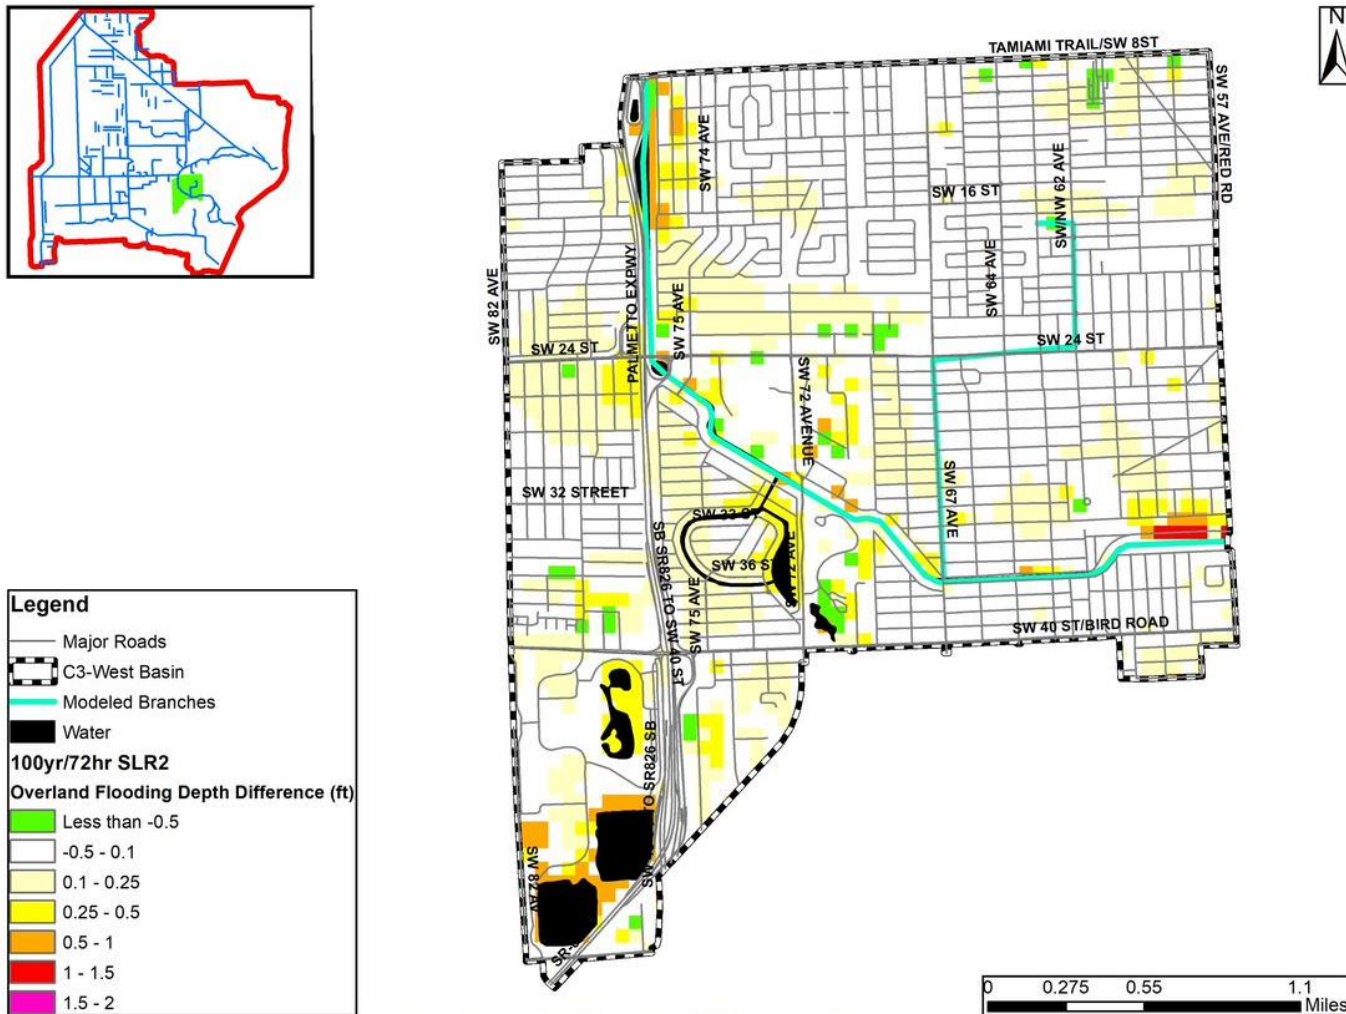 N
TAMIAMI TRAIL/SW 8ST
SW 57 AVE/RED RD
SW 74 AVE
SW/NW 62 AVE
SW 16 ST
SW 64 AVE
SW 82 AVE
PALMETTO EXPWY
SW 75 AVE
SW 24 ST
SW 24 ST
SW 72 AVENUE
SW 32 STREET
SW 67 AVE
SW 33 ST
SW 36 ST
SW 72 AVE
SB SR826 TO SW 40 ST
SW 75 AVE
SW 40 ST/BIRD ROAD
TO SR826 SB
SW 82 AV
Legend
Major Roads
C3-West Basin
Modeled Branches
Water
100yr/72hr SLR2
Overland Flooding Depth Difference (ft)
Less than -0.5
-0.5 - 0.1
0.1 - 0.25
0.25 - 0.5
0.5 - 1
1 - 1.5
1.5 - 2
0 0.275 0.55 1.1
Miles